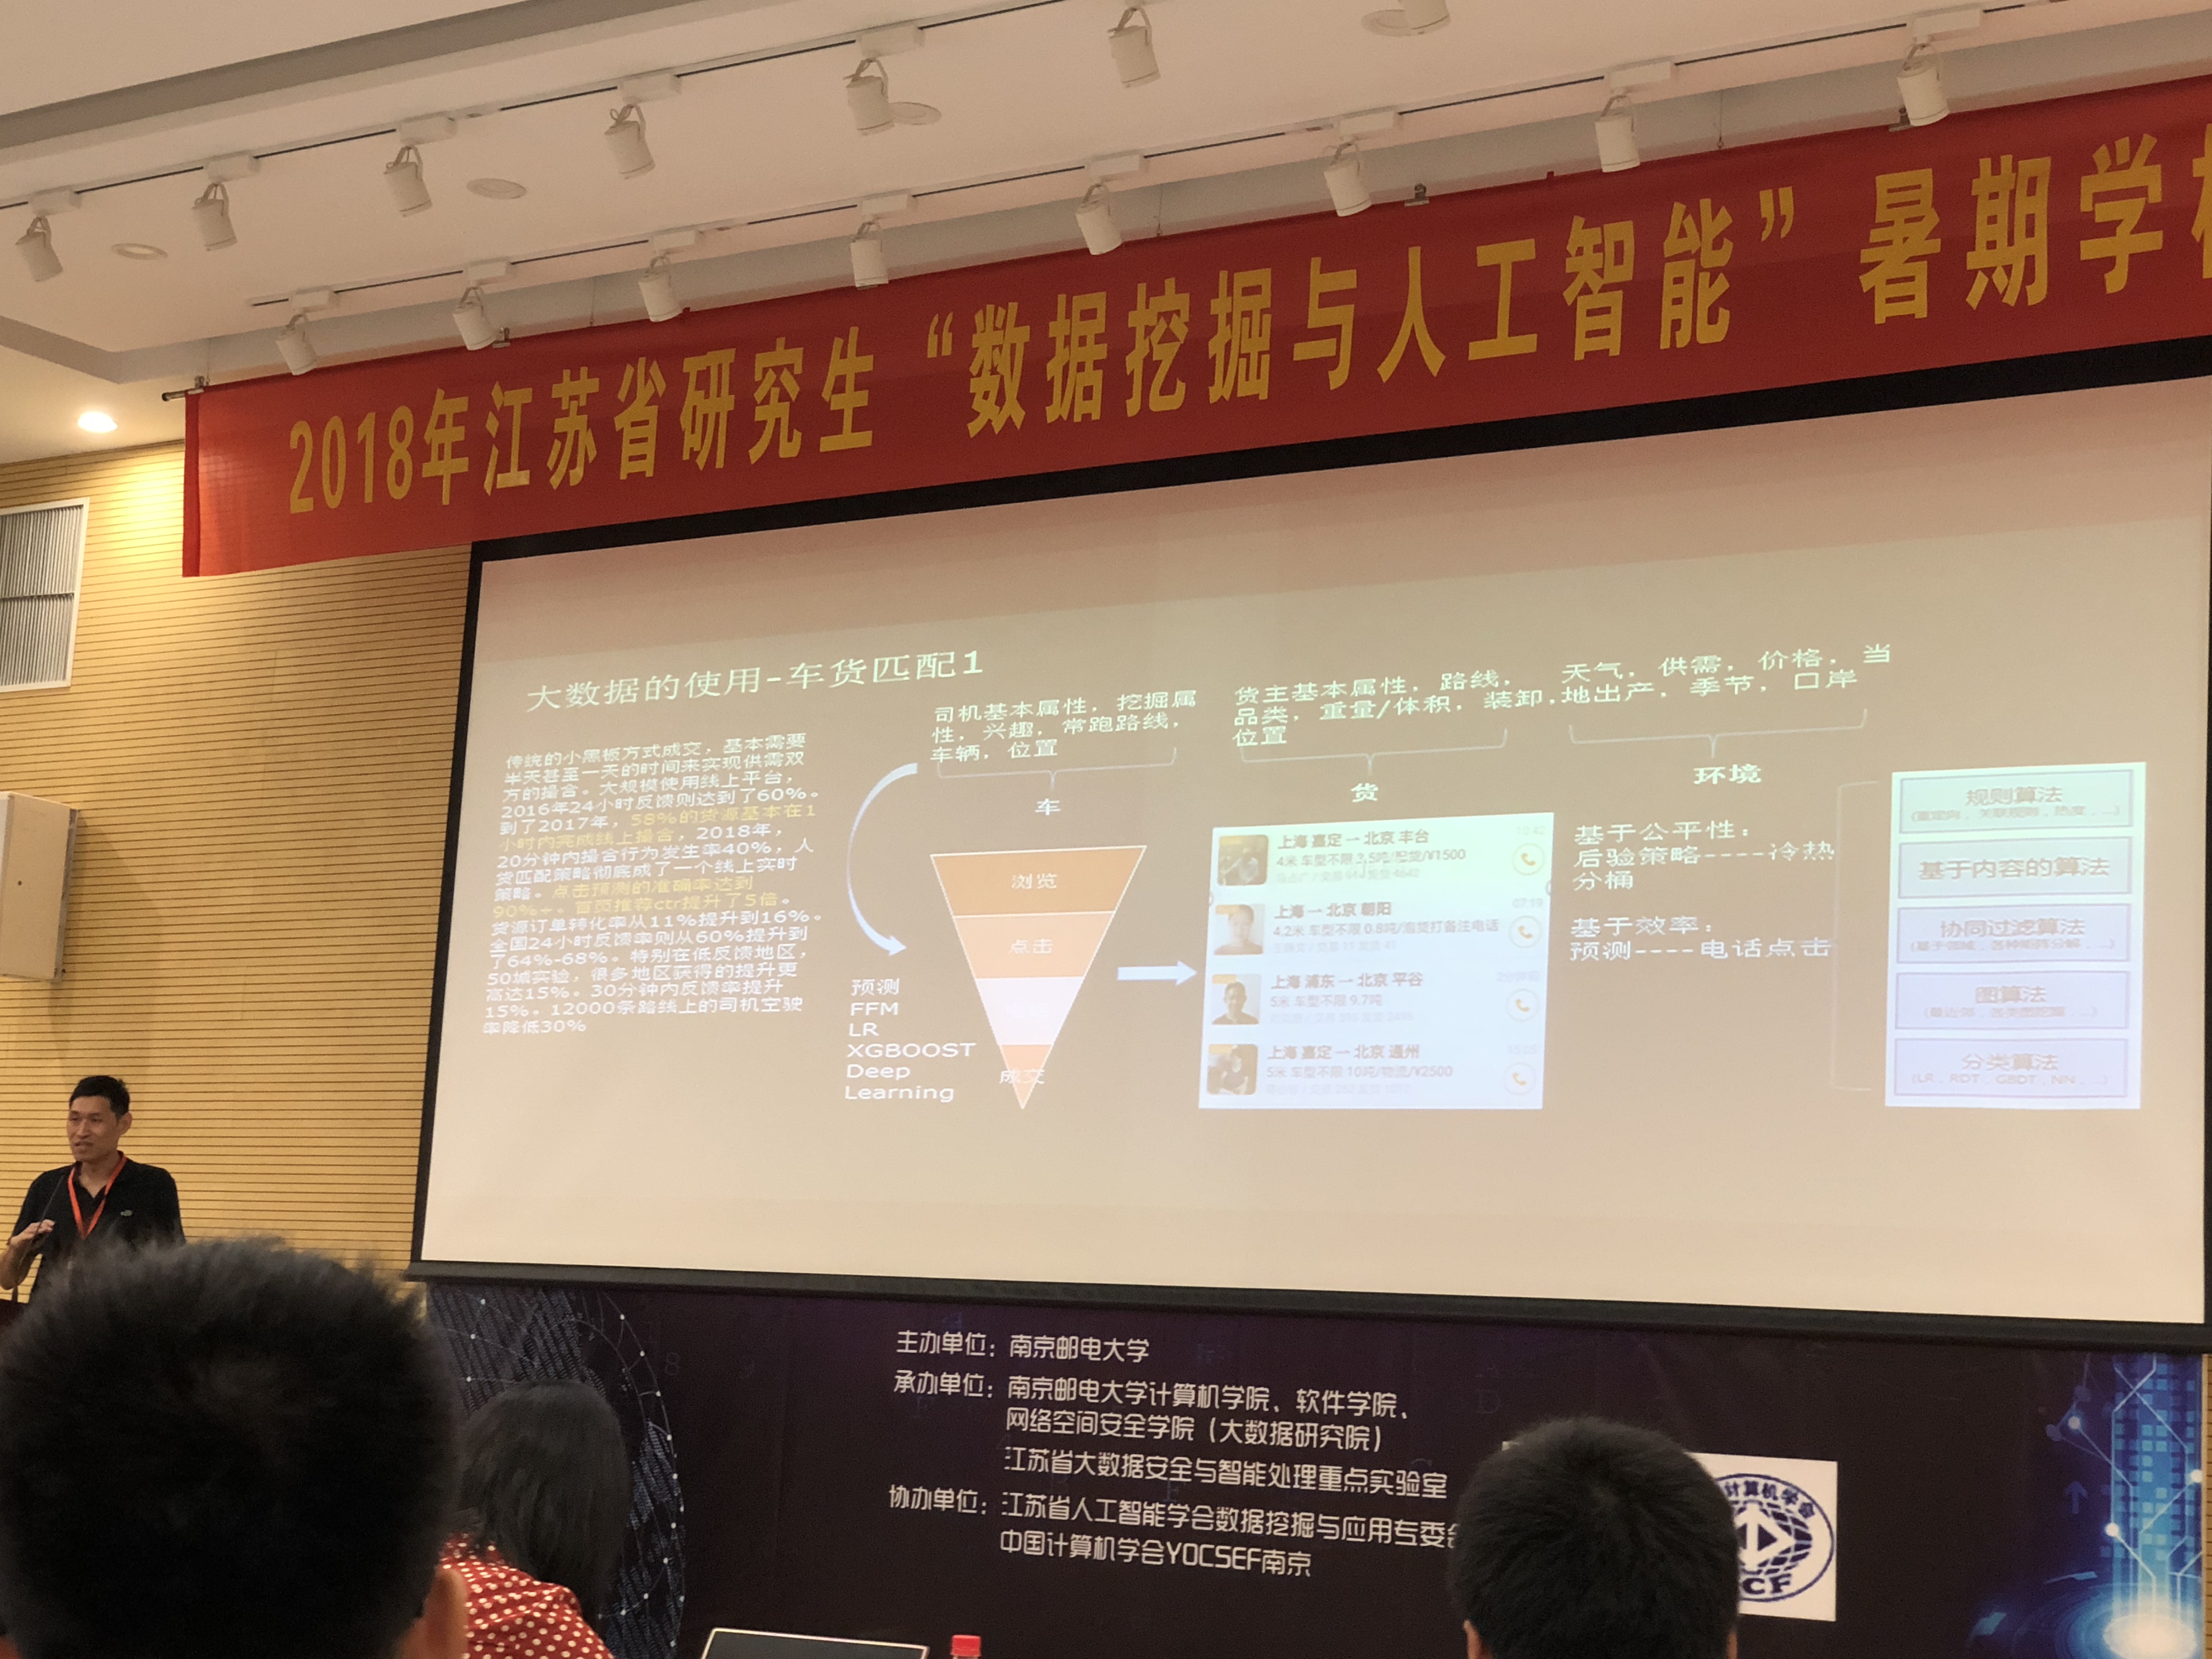 2018年江苏省研究生“数据挖掘与人工智能”暑期学
大数据的使用-车货匹配1
传统的小黑板方式成交，基本需要
半天甚至一天的时间来实现供需双
方的撮合。大规模使用线上平台，
2016年24小时反馈则达到了60%。
到了2017年，58%的货源基本在1
小时内完成线上撮合，2018年，
20分钟内撮合行为发生率40%，人
货匹配策略彻底成了一个线上实时
策略。点击预测的准确率达到
90%+。首页推荐ctr提升了5倍。
货源订单转化率从11%提升到16%。
全国24小时反馈率则从60%提升到
了64%-68%。特别在低反馈地区，
50城实验，很多地区获得的提升更
高达15%。30分钟内反馈率提升
15%。12000条路线上的司机空驶
率降低30%
司机基本属性，挖掘属
性，兴趣，常跑路线，
车辆，位置
车
浏览
点击
成交
预测
FFM
LR
XGBOOST
Deep
Learning
货主基本属性，路线，
品类，重量/体积，装卸，
位置
货
上海 嘉定 一 北京 丰台
4米 车型不限 2.5吨/配货/¥1500
上海 一 北京 朝阳
07:19
4.2米 车型不限 0.8吨/泡货打备注电话
上海 浦东 一 北京 平谷
5米 车型不限 9.7吨
上海 嘉定 一 北京 通州
5米 车型不限 10吨/物流/¥2500
天气，供需，价格，当
地出产，季节，口岸
环境
基于公平性：
后验策略----冷热
分桶
基于效率：
预测----电话点击
规则算法
基于内容的算法
协同过滤算法
图算法
分类算法
(LR，RDT，GBDT，NN，...)
主办单位：南京邮电大学
承办单位：南京邮电大学计算机学院、软件学院、
网络空间安全学院（大数据研究院）
江苏省大数据安全与智能处理重点实验室
协办单位：江苏省人工智能学会数据挖掘与应用专委会
中国计算机学会YOCSEF南京
计算机学会
CF